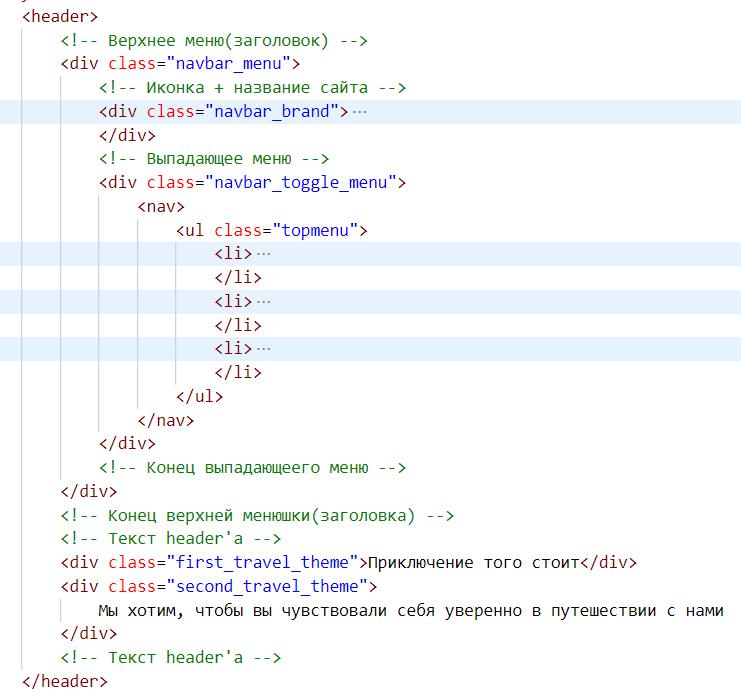 <header>
<!-- Верхнее меню(заголовок) -->
<div class="navbar_menu">
<!-- Иконка + название сайта -->
<div class="navbar_brand">···
</div>
<!-- Выпадающее меню -->
<div class="navbar_toggle_menu">
<nav>
<ul class="topmenu">
<li>···
</li>
<li>···
</li>
<li>···
</li>
</ul>
</nav>
</div>
<!-- Конец выпадающеего меню -->
</div>
<!-- Конец верхней менюшки(заголовка) -->
<!-- Текст header'а -->
<div class="first_travel_theme">Приключение того стоит</div>
<div class="second_travel_theme">
Мы хотим, чтобы вы чувствовали себя уверенно в путешествии с нами
</div>
<!-- Текст header'а -->
</header>